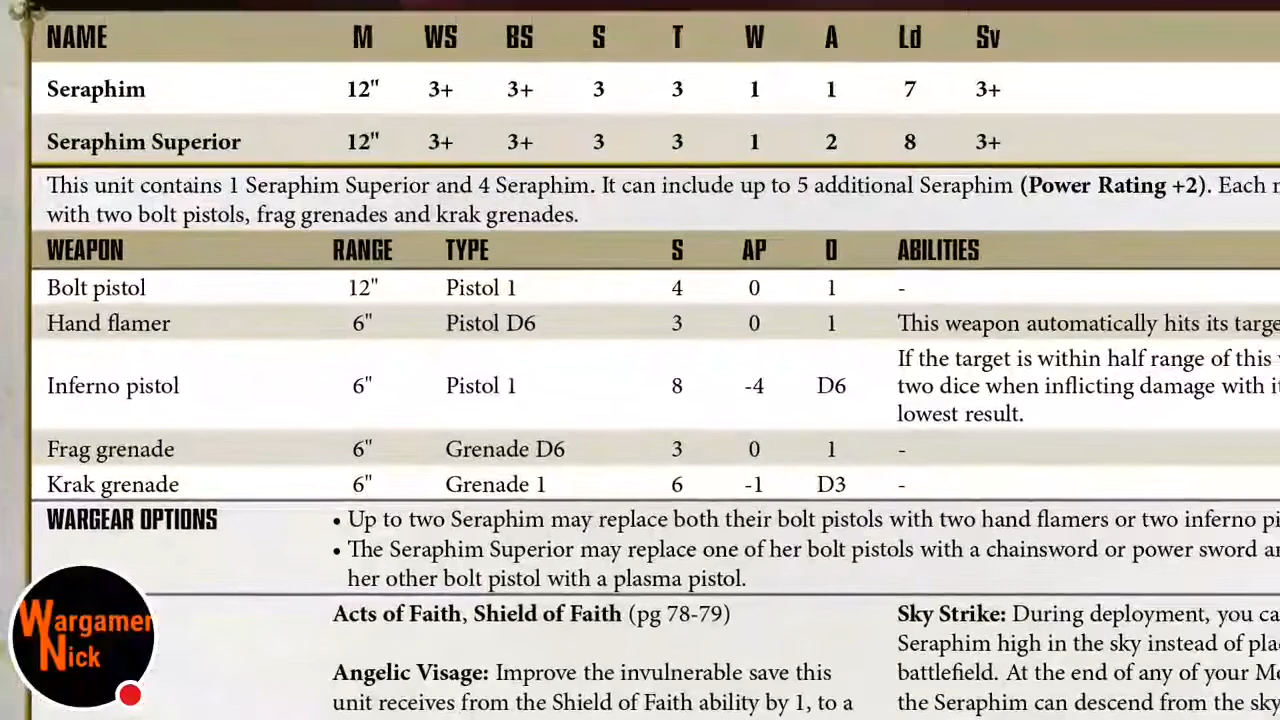 NAME M WS BS S T W A Ld Sv
Seraphim 12" 3+ 3+ 3 3 1 1 7 3+
Seraphim Superior 12" 3+ 3+ 3 3 1 2 8 3+
This unit contains 1 Seraphim Superior and 4 Seraphim. It can include up to 5 additional Seraphim (Power Rating +2). Each
with two bolt pistols, frag grenades and krak grenades.
WEAPON RANGE TYPE S AP D ABILITIES
Bolt pistol 12" Pistol 1 4 0 1 -
Hand flamer 6" Pistol D6 3 0 1 This weapon automatically hits its
If the target is within half range of this
Inferno pistol 6" Pistol 1 8 -4 D6 two dice when inflicting damage with
lowest result.
Frag grenade 6" Grenade D6 3 0 1 -
Krak grenade 6" Grenade 1 6 -1 D3 -
WARGEAR OPTIONS • Up to two Seraphim may replace both their bolt pistols with two hand flamers or two inferno
• The Seraphim Superior may replace one of her bolt pistols with a chainsword or power sword
her other bolt pistol with a plasma pistol.
Acts of Faith, Shield of Faith (pg 78-79)
Angelic Visage: Improve the invulnerable save this
unit receives from the Shield of Faith ability by 1, to a
Sky Strike: During deployment, you
Seraphim high in the sky instead of
battlefield. At the end of any of your
the Seraphim can descend from the sky
Wargamer
Nick